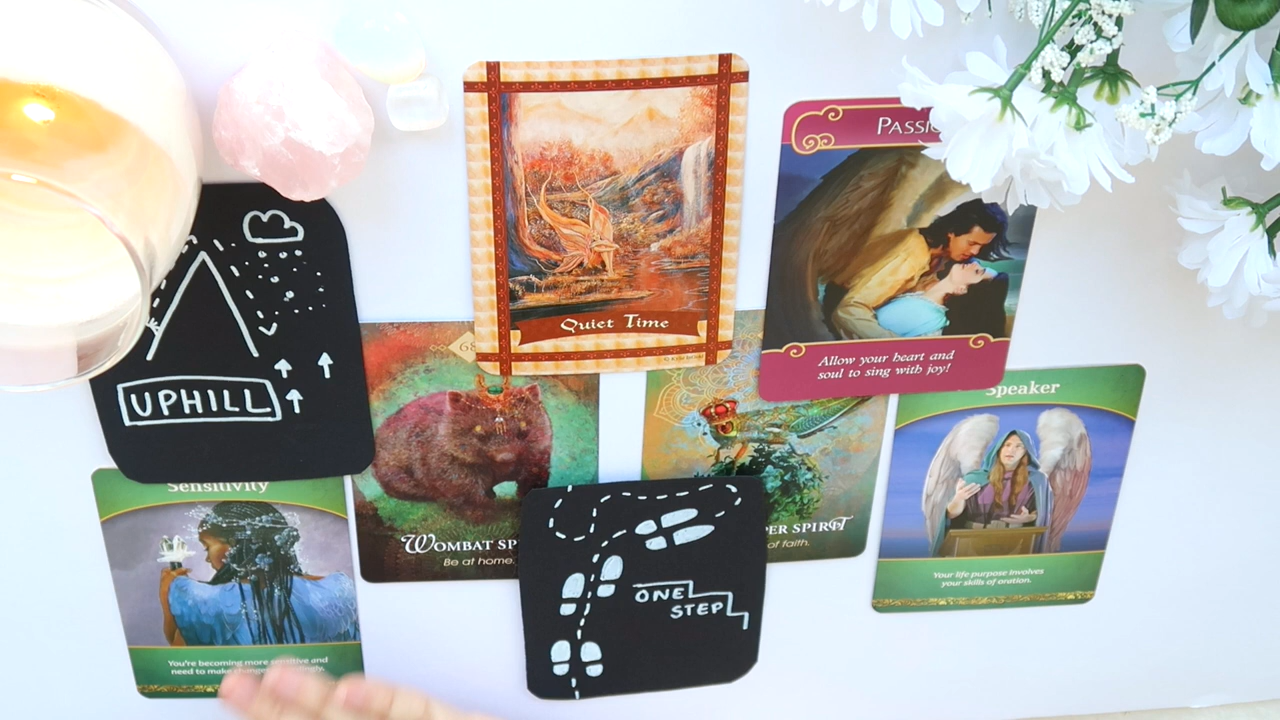 Quiet Time
PASSI
Allow your heart and
soul to sing with joy!
UPHILL
68
Speaker
Your life purpose involves
your skills of oration.
Sensitivity
You're becoming more sensitive and
need to make
WOMBAT SP
Be at home.
PER SPIRIT
of faith.
ONE
STEP